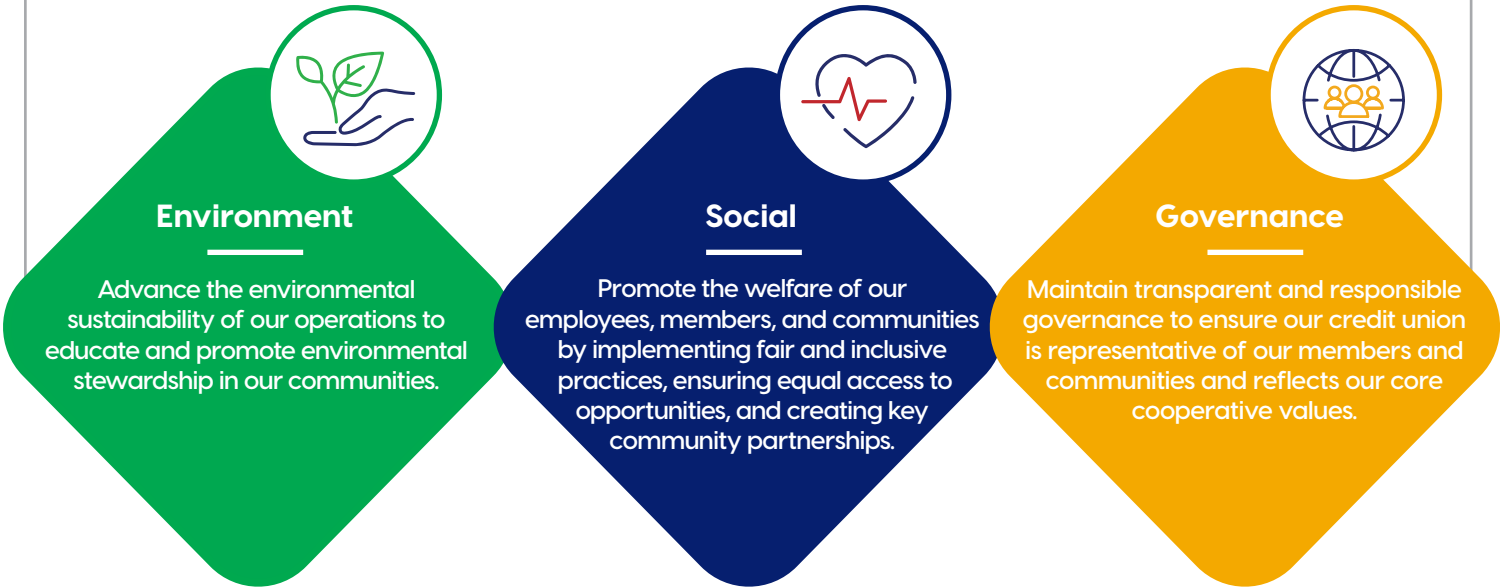 Environment
Advance the environmental
sustainability of our operations to
educate and promote environmental
stewardship in our communities.
Social
Promote the welfare of our
employees, members, and communities
by implementing fair and inclusive
practices, ensuring equal access to
opportunities, and creating key
community partnerships.
Governance
Maintain transparent and responsible
governance to ensure our credit union
is representative of our members and
communities and reflects our core
cooperative values.